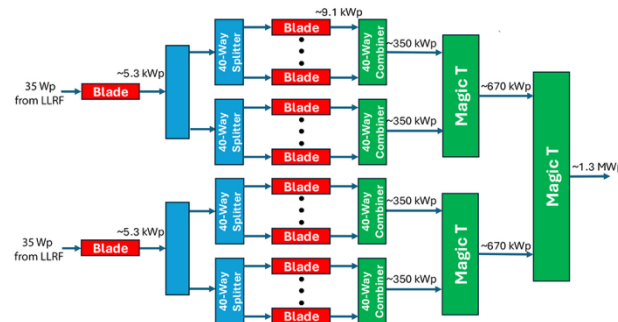 ~9.1 kWp
40-Way Splitter
Blade
40-Way Combiner
~350 kWp
Blade
35 Wp
from LLRF
Blade
~5.3 kWp
Magic T
~670 kWp
40-Way Splitter
Blade
40-Way Combiner
~350 kWp
Blade
Magic T
~1.3 MWp
40-Way Splitter
Blade
40-Way Combiner
~350 kWp
Blade
35 Wp
from LLRF
Blade
~5.3 kWp
Magic T
~670 kWp
40-Way Splitter
Blade
40-Way Combiner
~350 kWp
Blade